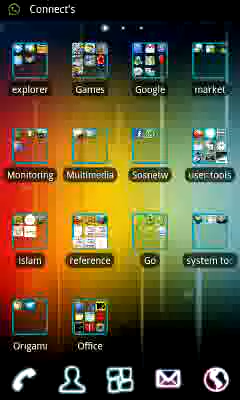 Connect's
explorer Games Google market
Monitoring Multimedia Sosnetw user tools
Islam reference Go system to
Origami Office